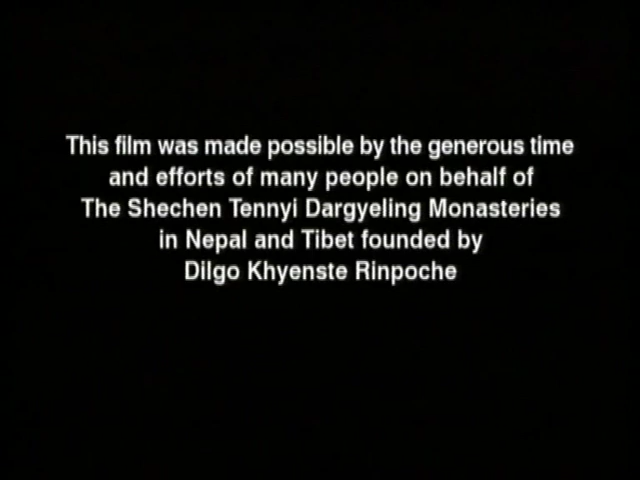 This film was made possible by the generous time
and efforts of many people on behalf of
The Shechen Tennyi Dargyeling Monasteries
in Nepal and Tibet founded by
Dilgo Khyenste Rinpoche